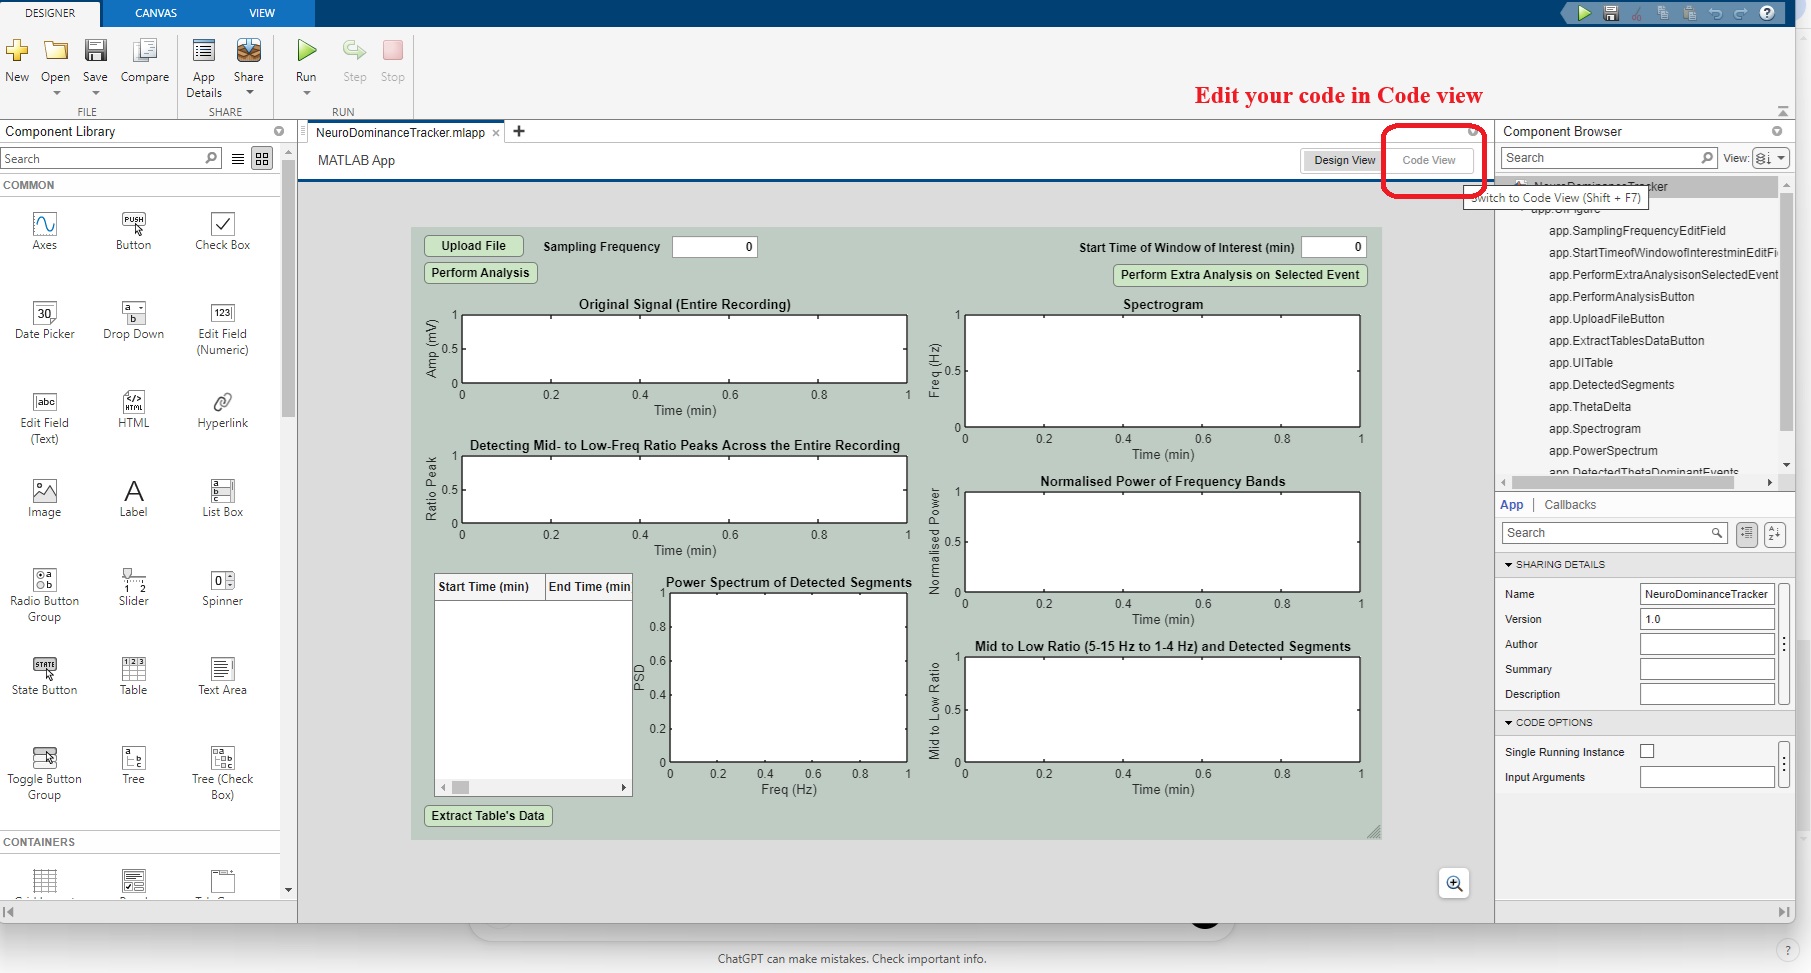 DESIGNER CANVAS VIEW
New Open Save Compare App Details Share Run Step Stop
FILE SHARE RUN
Edit your code in Code view
Component Library
Search
COMMON
Axes Button Check Box
PUSH
30 Date Picker
a b Drop Down
123 Edit Field (Numeric)
abc Edit Field (Text)
</> HTML HTML
Hyperlink
Image
A Label
a b c List Box
a b Radio Button Group
1 2 Slider
0 Spinner
STATE State Button
1 2 3 Table
Text Area
Toggle Button Group
a b c Tree
a b c Tree (Check Box)
CONTAINERS
NeuroDominanceTracker.mlapp × +
MATLAB App
Design View Code View
Switch to Code View (Shift + F7)
Upload File Sampling Frequency 0
Perform Analysis
Start Time of Window of Interest (min) 0
Perform Extra Analysis on Selected Event
Original Signal (Entire Recording)
Amp (mV)
1
0.5
0
0 0.2 0.4 0.6 0.8 1
Time (min)
Detecting Mid- to Low-Freq Ratio Peaks Across the Entire Recording
Ratio Peak
1
0.5
0
0 0.2 0.4 0.6 0.8 1
Time (min)
Start Time (min) End Time (min
Power Spectrum of Detected Segments
PSD
1
0.8
0.6
0.4
0.2
0
0 0.2 0.4 0.6 0.8 1
Freq (Hz)
Extract Table's Data
Spectrogram
Freq (Hz)
1
0.5
0
0 0.2 0.4 0.6 0.8 1
Time (min)
Normalised Power of Frequency Bands
Normalised Power
1
0.5
0
0 0.2 0.4 0.6 0.8 1
Time (min)
Mid to Low Ratio (5-15 Hz to 1-4 Hz) and Detected Segments
Mid to Low Ratio
1
0.5
0
0 0.2 0.4 0.6 0.8 1
Time (min)
Component Browser
Search View:
app.SamplingFrequencyEditField
app.StartTimeofWindowofInterestminEditFi
app.PerformExtraAnalysisonSelectedEvent
app.PerformAnalysisButton
app.UploadFileButton
app.ExtractTablesDataButton
app.UITable
app.DetectedSegments
app.ThetaDelta
app.Spectrogram
app.PowerSpectrum
app.DetectedThetaDominantEvents
App | Callbacks
Search
SHARING DETAILS
Name NeuroDominanceTracker
Version 1.0
Author
Summary
Description
CODE OPTIONS
Single Running Instance
Input Arguments
ChatGPT can make mistakes. Check important info.
?